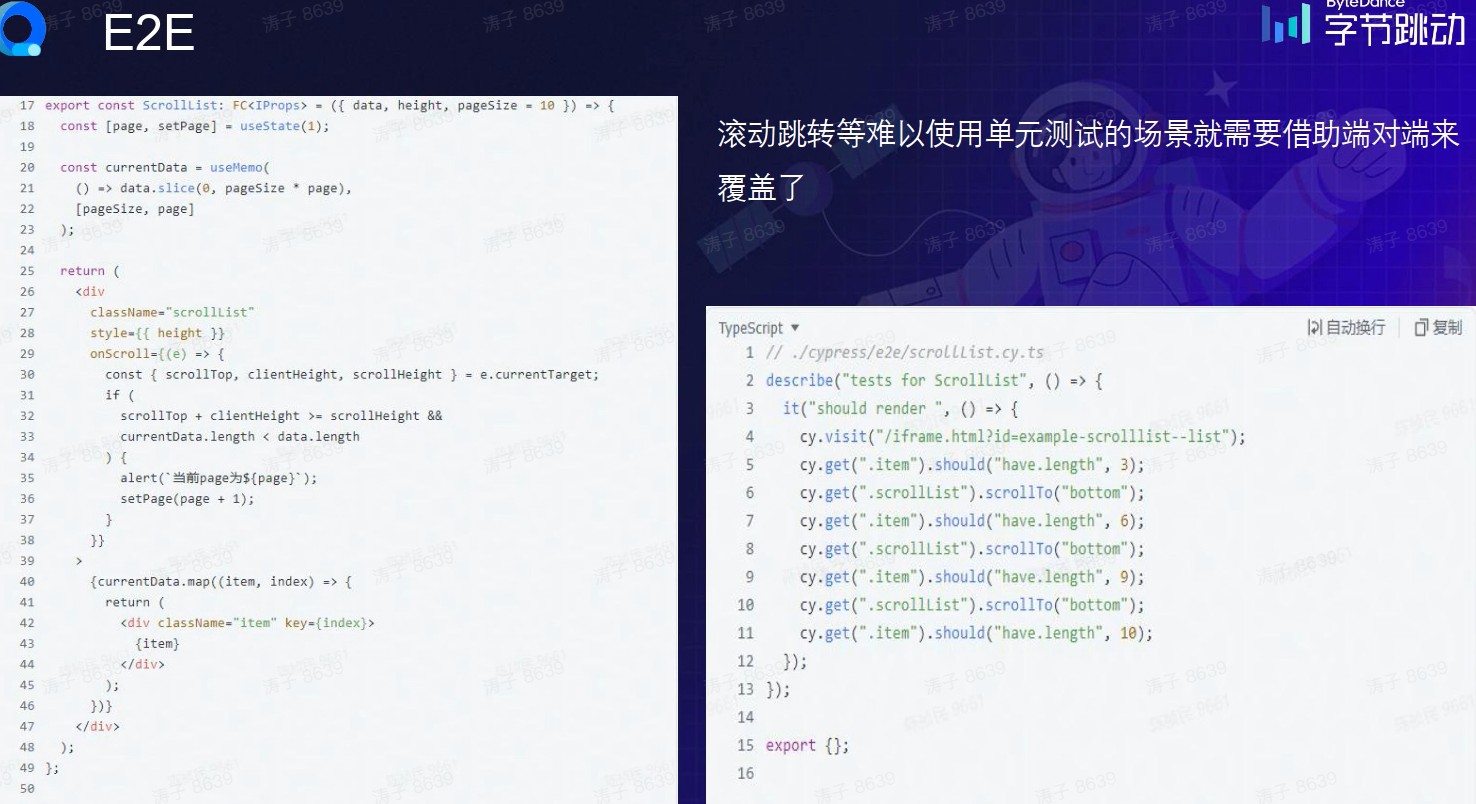 E2E
ByteDance
字节跳动
17 export const ScrollList: FC<IProps> = ({ data, height, pageSize = 10 }) => {
18   const [page, setPage] = useState(1);
19
20   const currentData = useMemo(
21     () => data.slice(0, pageSize * page),
22     [pageSize, page]
23   );
24
25   return (
26     <div
27       className="scrollList"
28       style={{ height }}
29       onScroll={(e) => {
30         const { scrollTop, clientHeight, scrollHeight } = e.currentTarget;
31         if (
32           scrollTop + clientHeight >= scrollHeight &&
33           currentData.length < data.length
34         ) {
35           alert(`当前page为${page}`);
36           setPage(page + 1);
37         }
38       }}
39     >
40       {currentData.map((item, index) => {
41         return (
42           <div className="item" key={index}>
43             {item}
44           </div>
45         );
46       })}
47     </div>
48   );
49 };
50
滚动跳转等难以使用单元测试的场景就需要借助端对端来
覆盖了
TypeScript
自动换行
复制
1 // ./cypress/e2e/scrollList.cy.ts
2 describe("tests for ScrollList", () => {
3   it("should render ", () => {
4     cy.visit("/iframe.html?id=example-scrolllist--list");
5     cy.get(".item").should("have.length", 3);
6     cy.get(".scrollList").scrollTo("bottom");
7     cy.get(".item").should("have.length", 6);
8     cy.get(".scrollList").scrollTo("bottom");
9     cy.get(".item").should("have.length", 9);
10     cy.get(".scrollList").scrollTo("bottom");
11     cy.get(".item").should("have.length", 10);
12   });
13 });
14
15 export {};
16
涛子 8639